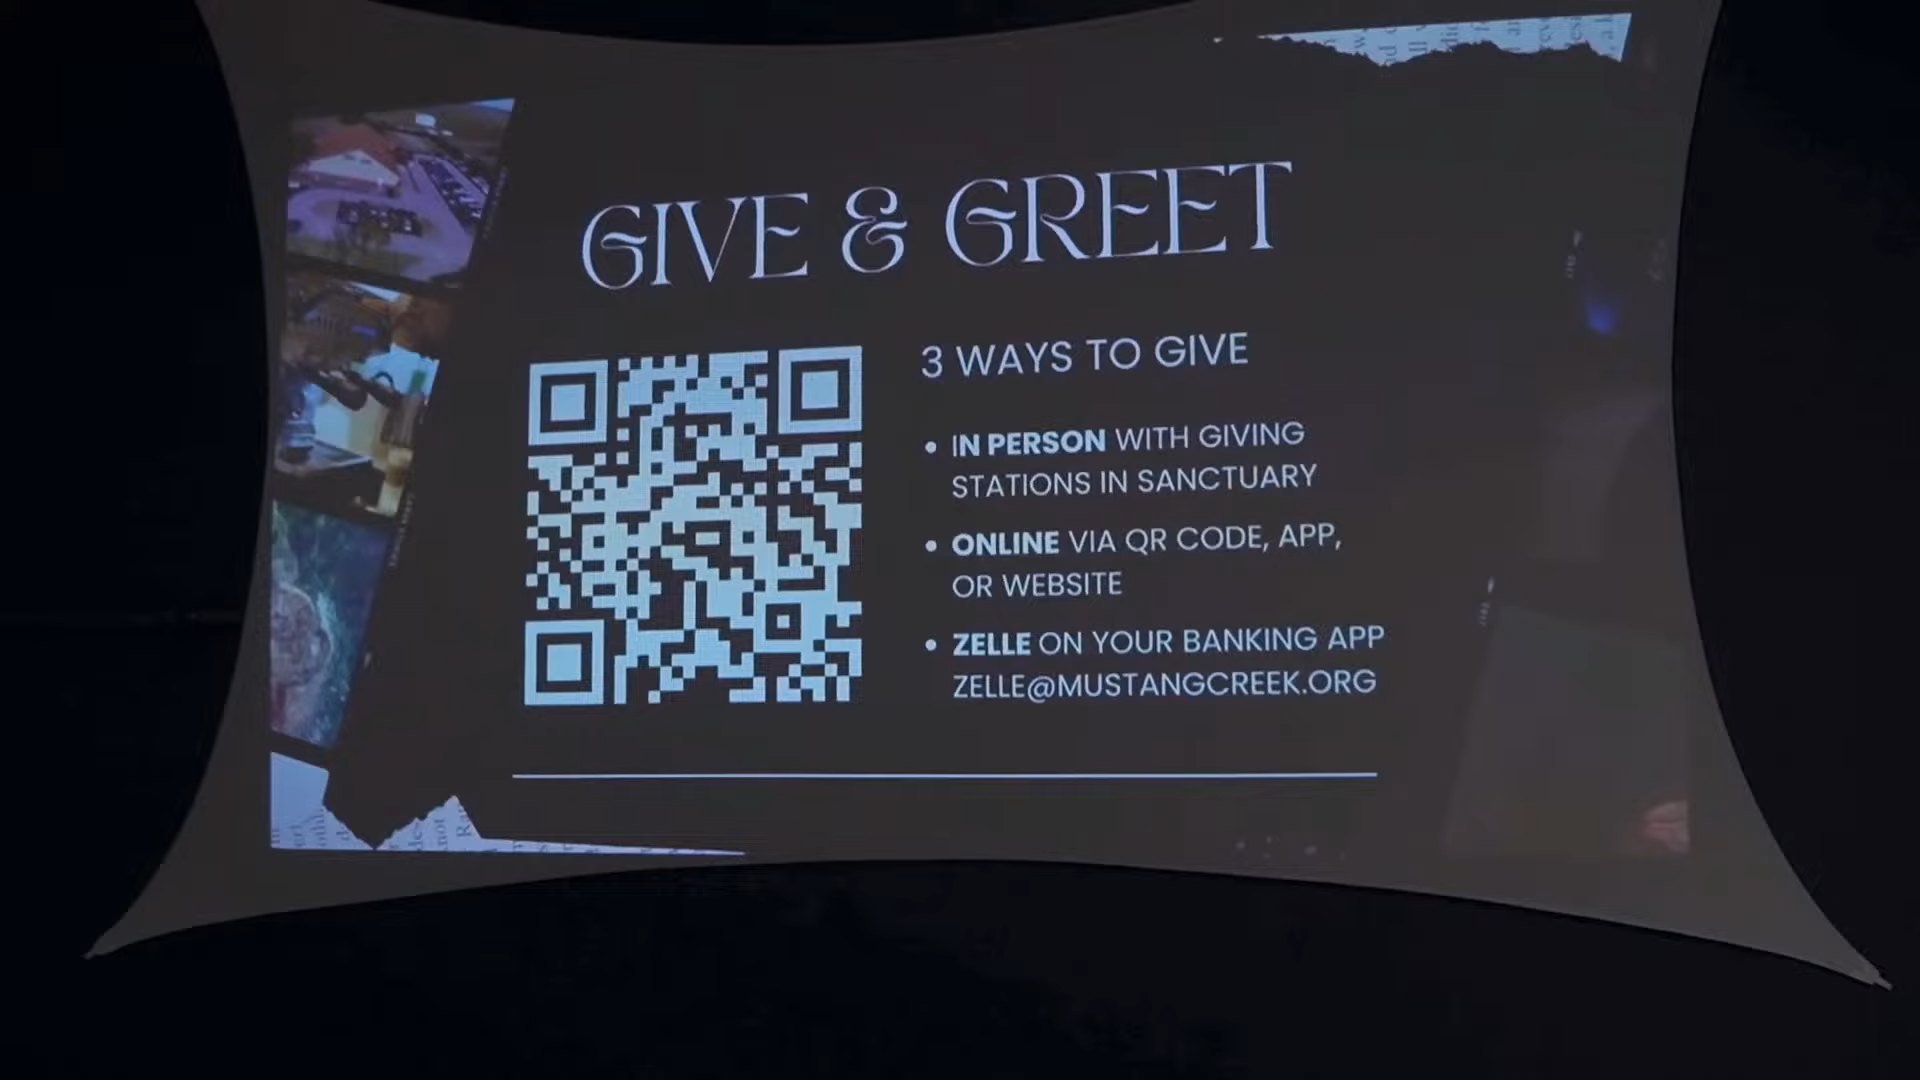 GIVE & GREET
3 WAYS TO GIVE
• IN PERSON WITH GIVING
STATIONS IN SANCTUARY
• ONLINE VIA QR CODE, APP,
OR WEBSITE
• ZELLE ON YOUR BANKING APP
ZELLE@MUSTANGCREEK.ORG